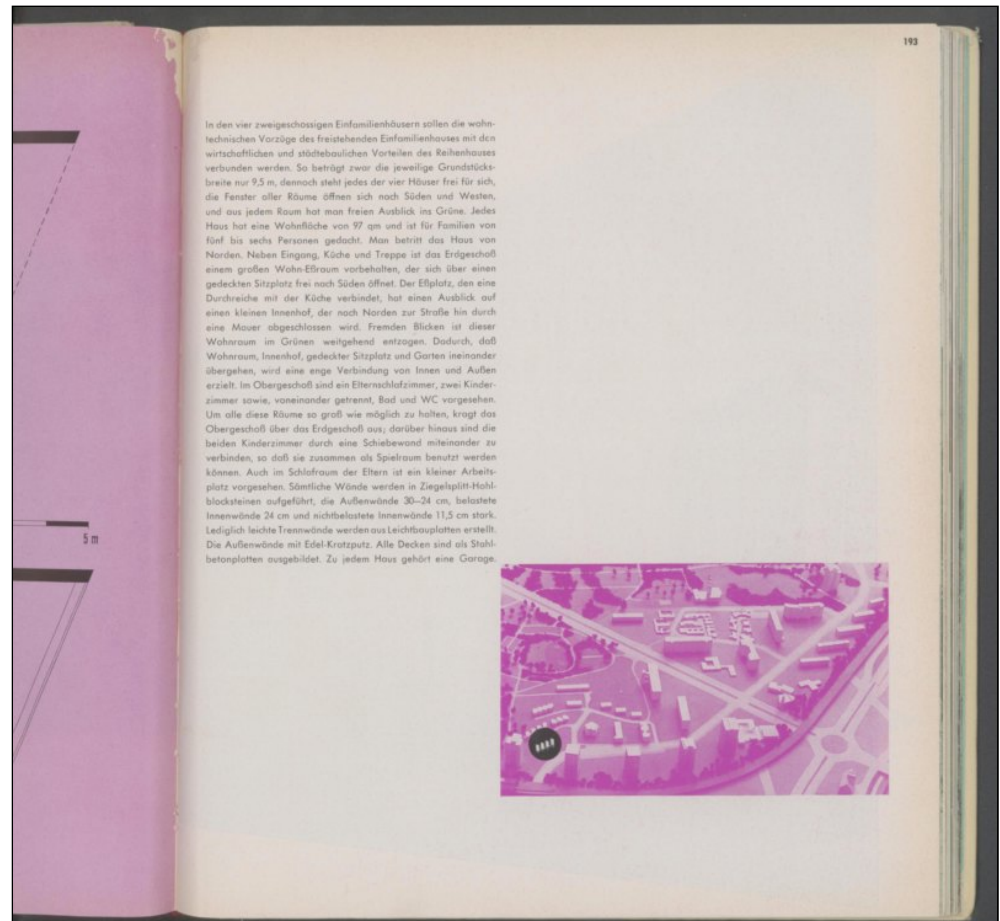 193
In den vier zweigeschossigen Einfamilienhäusern sollen die wohn-
technischen Vorzüge des freistehenden Einfamilienhauses mit den
wirtschaftlichen und städtebaulichen Vorteilen des Reihenhauses
verbunden werden. So beträgt zwar die jeweilige Grundstücks-
breite nur 9,5 m, dennoch steht jedes der vier Häuser frei für sich,
die Fenster aller Räume öffnen sich nach Süden und Westen,
und aus jedem Raum hat man freien Ausblick ins Grüne. Jedes
Haus hat eine Wohnfläche von 97 qm und ist für Familien von
fünf bis sechs Personen gedacht. Man betritt das Haus von
Norden. Neben Eingang, Küche und Treppe ist das Erdgeschoß
einem großen Wohn-Eßraum vorbehalten, der sich über einen
gedeckten Sitzplatz frei nach Süden öffnet. Der Eßplatz, den eine
Durchreiche mit der Küche verbindet, hat einen Ausblick auf
einen kleinen Innenhof, der nach Norden zur Straße hin durch
eine Mauer abgeschlossen wird. Fremden Blicken ist dieser
Wohnraum im Grünen weitgehend entzogen. Dadurch, daß
Wohnraum, Innenhof, gedeckter Sitzplatz und Garten ineinander
übergehen, wird eine enge Verbindung von Innen und Außen
erzielt. Im Obergeschoß sind ein Elternschlafzimmer, zwei Kinder-
zimmer sowie, voneinander getrennt, Bad und WC vorgesehen.
Um alle diese Räume so groß wie möglich zu halten, kragt das
Obergeschoß über das Erdgeschoß aus; darüber hinaus sind die
beiden Kinderzimmer durch eine Schiebewand miteinander zu
verbinden, so daß sie zusammen als Spielraum benutzt werden
können. Auch im Schlafraum der Eltern ist ein kleiner Arbeits-
platz vorgesehen. Sämtliche Wände werden in Ziegelsplitt-Hohl-
blocksteinen aufgeführt, die Außenwände 30—24 cm, belastete
Innenwände 24 cm und nichtbelastete Innenwände 11,5 cm stark.
Lediglich leichte Trennwände werden aus Leichtbauplatten erstellt.
Die Außenwände mit Edel-Kratzputz. Alle Decken sind als Stahl-
betonplatten ausgebildet. Zu jedem Haus gehört eine Garage.
5 m